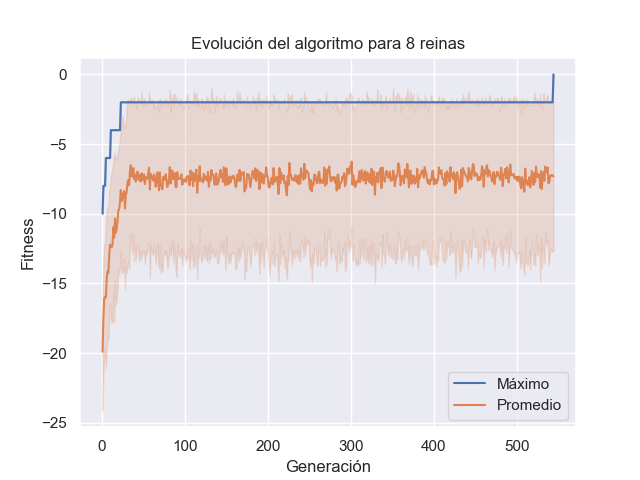 Evolución del algoritmo para 8 reinas
0
−5
−10
−15
−20
−25
Fitness
0
100
200
300
400
500
Generación
Máximo
Promedio